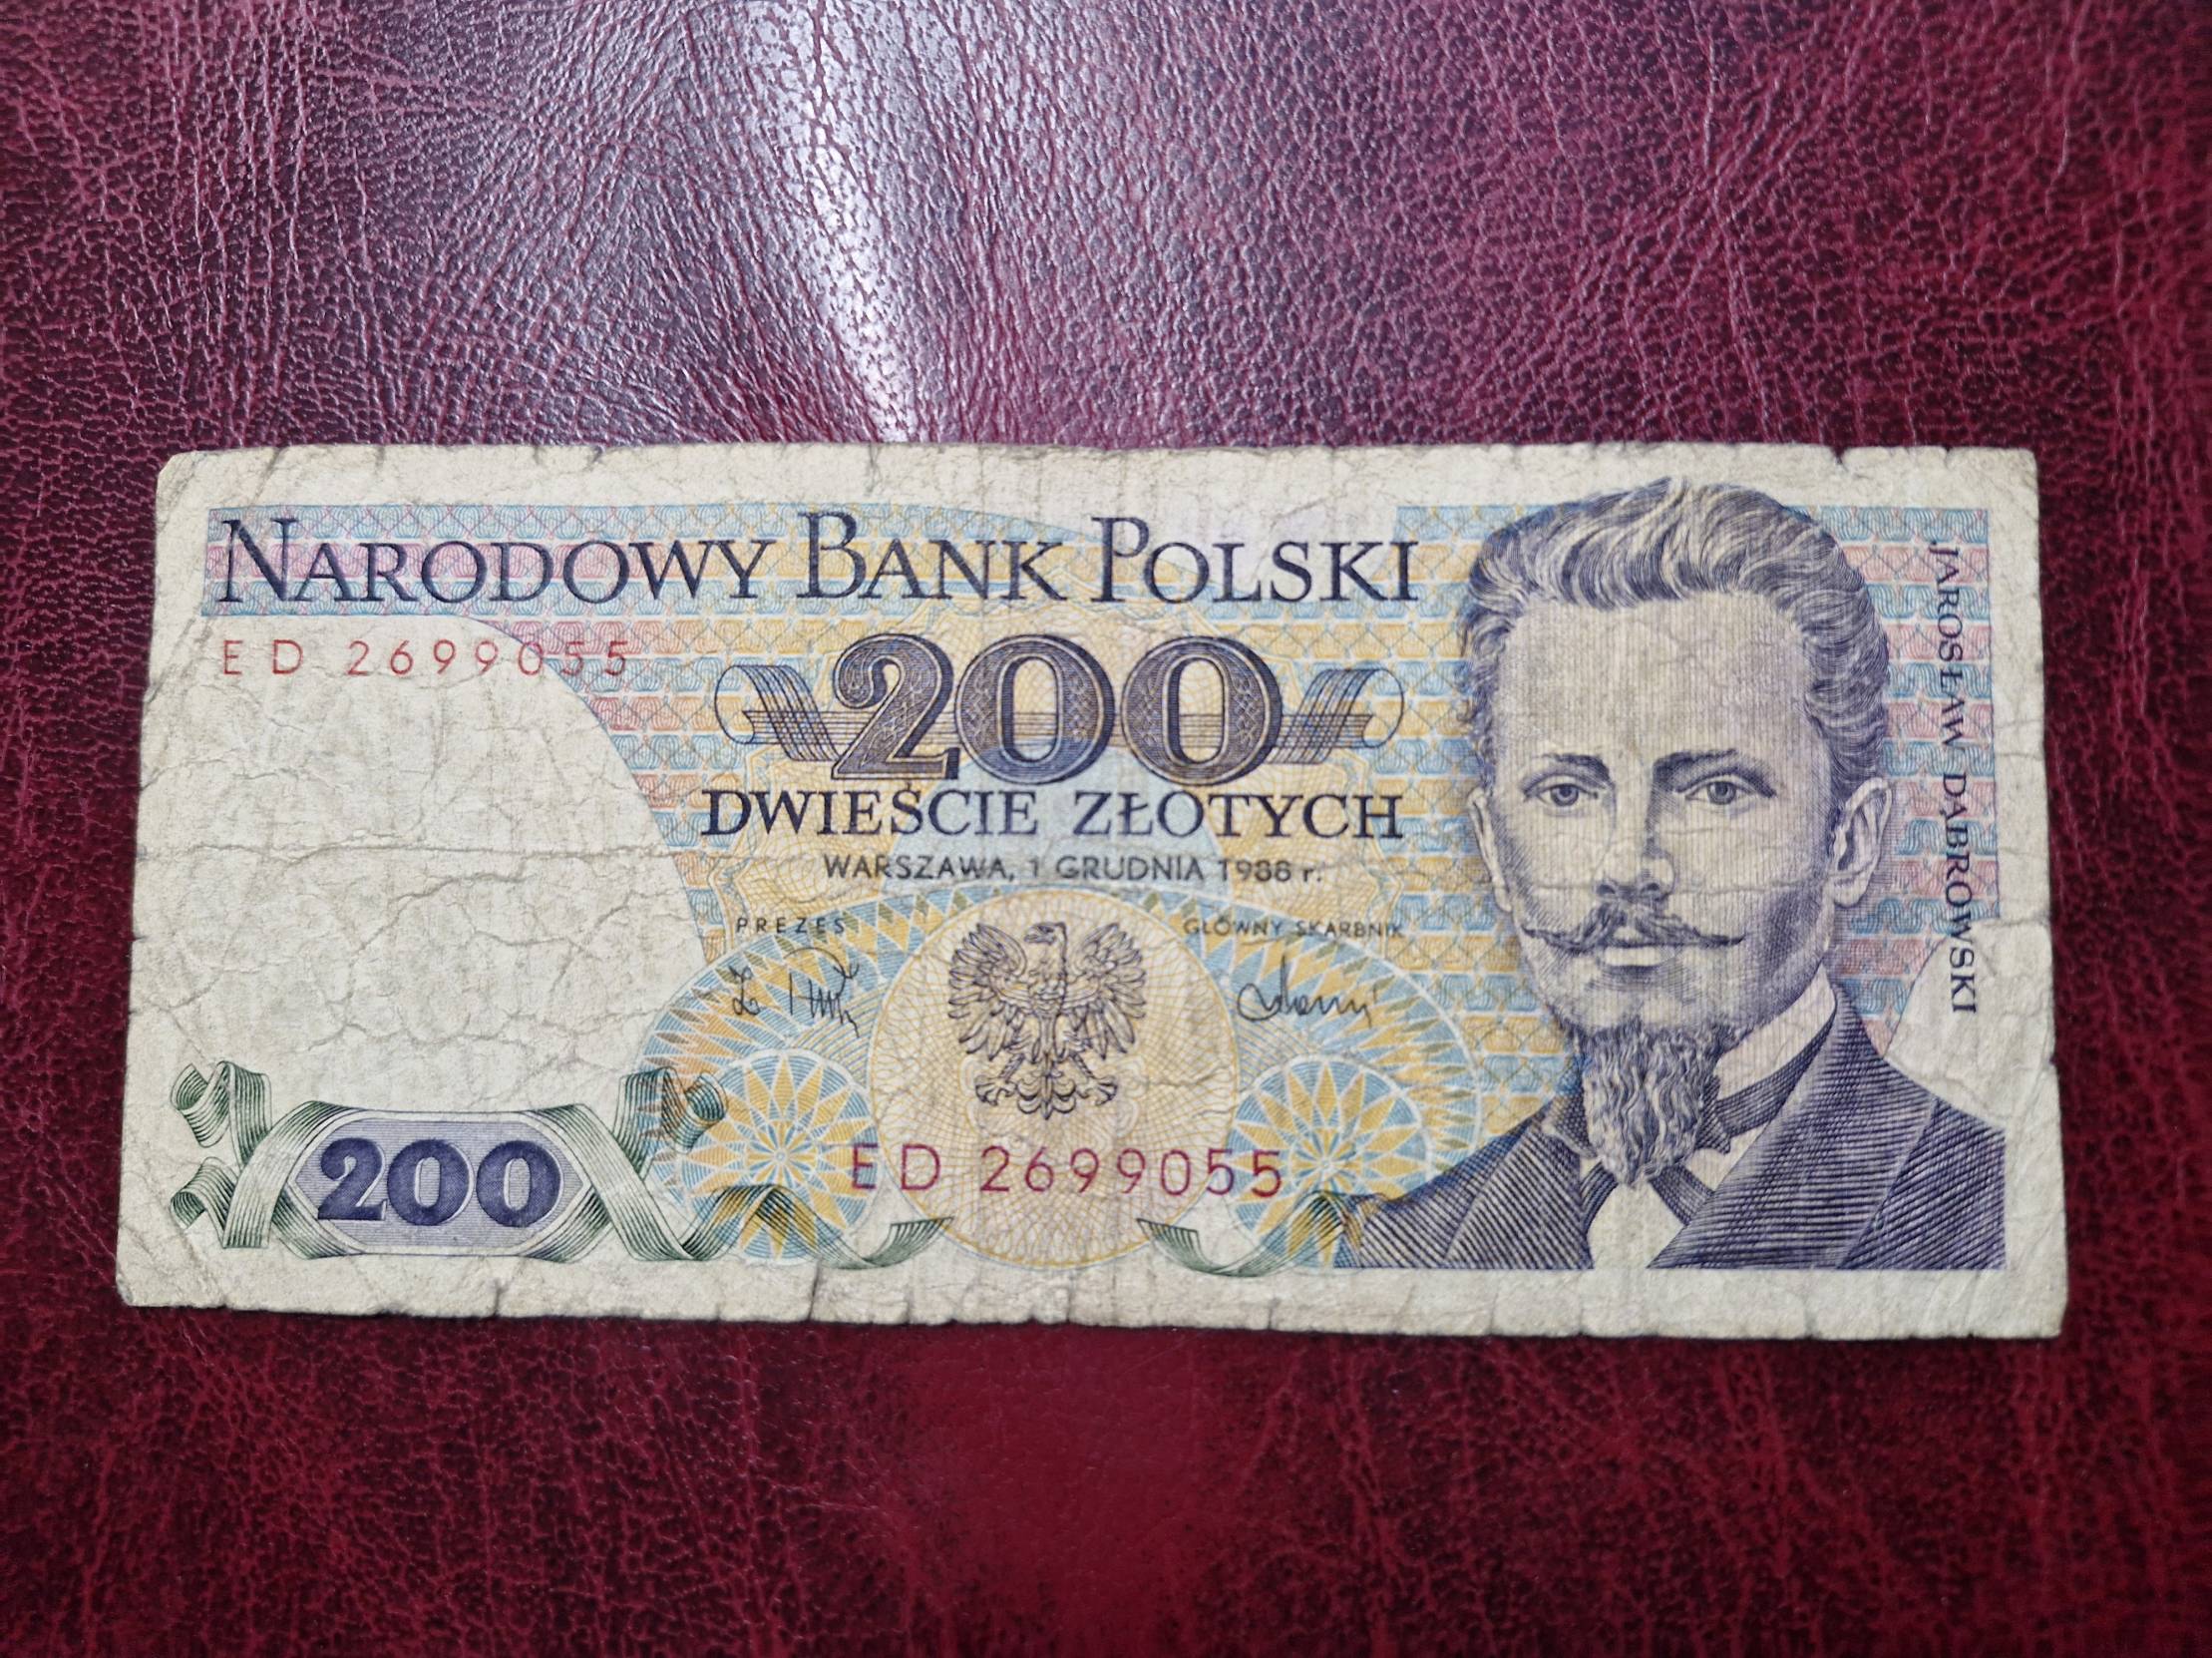 NARODOWY BANK POLSKI
ED 2699055
200
DWIEŚCIE ZŁOTYCH
WARSZAWA, 1 GRUDNIA 1988 r.
PREZES
GŁÓWNY SKARBNIK
ED 2699055
200
JAROSŁAW DĄBROWSKI